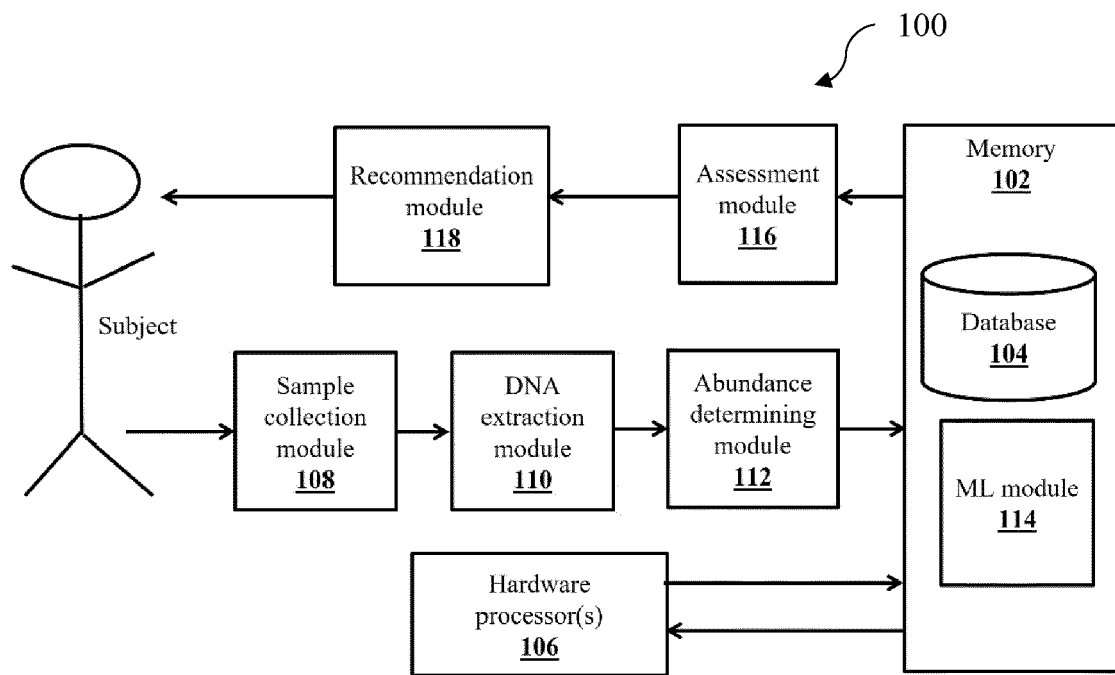 100
Recommendation
module
118
Assessment
module
116
Memory
102
Database
104
ML module
114
Subject
Sample
collection
module
108
DNA
extraction
module
110
Abundance
determining
module
112
Hardware
processor(s)
106